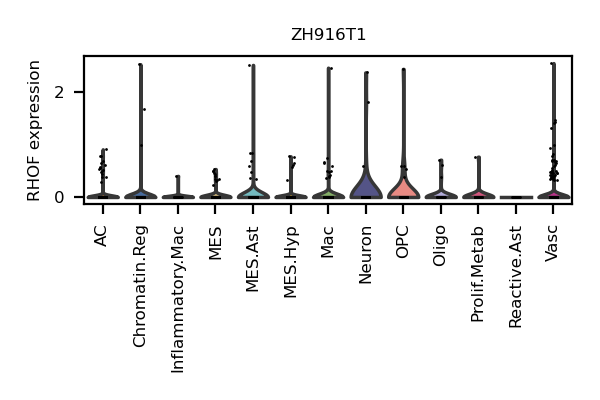 ZH916T1
RHOF expression
2
0
AC
Chromatin.Reg
Inflammatory.Mac
MES
MES.Ast
MES.Hyp
Mac
Neuron
OPC
Oligo
Prolif.Metab
Reactive.Ast
Vasc